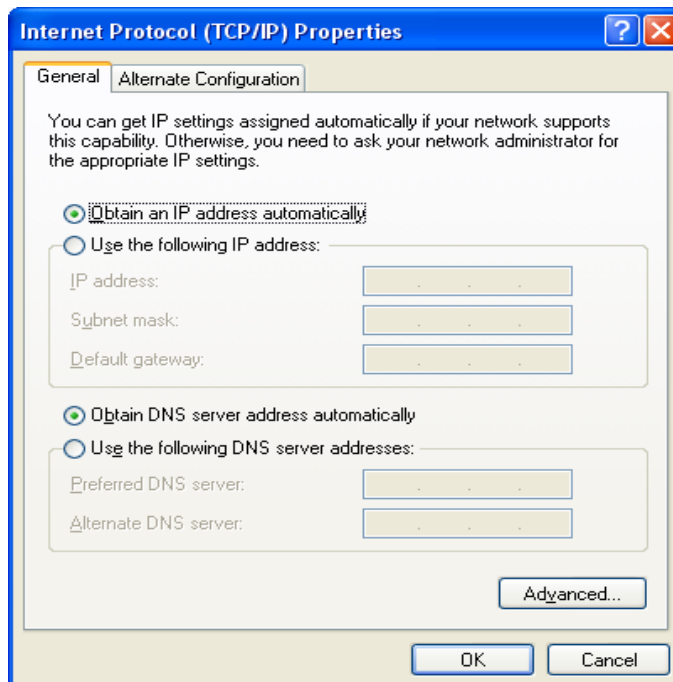 Internet Protocol (TCP/IP) Properties
General
Alternate Configuration
You can get IP settings assigned automatically if your network supports
this capability. Otherwise, you need to ask your network administrator for
the appropriate IP settings.
Obtain an IP address automatically
Use the following IP address:
IP address:
Subnet mask:
Default gateway:
Obtain DNS server address automatically
Use the following DNS server addresses:
Preferred DNS server:
Alternate DNS server:
Advanced...
OK
Cancel